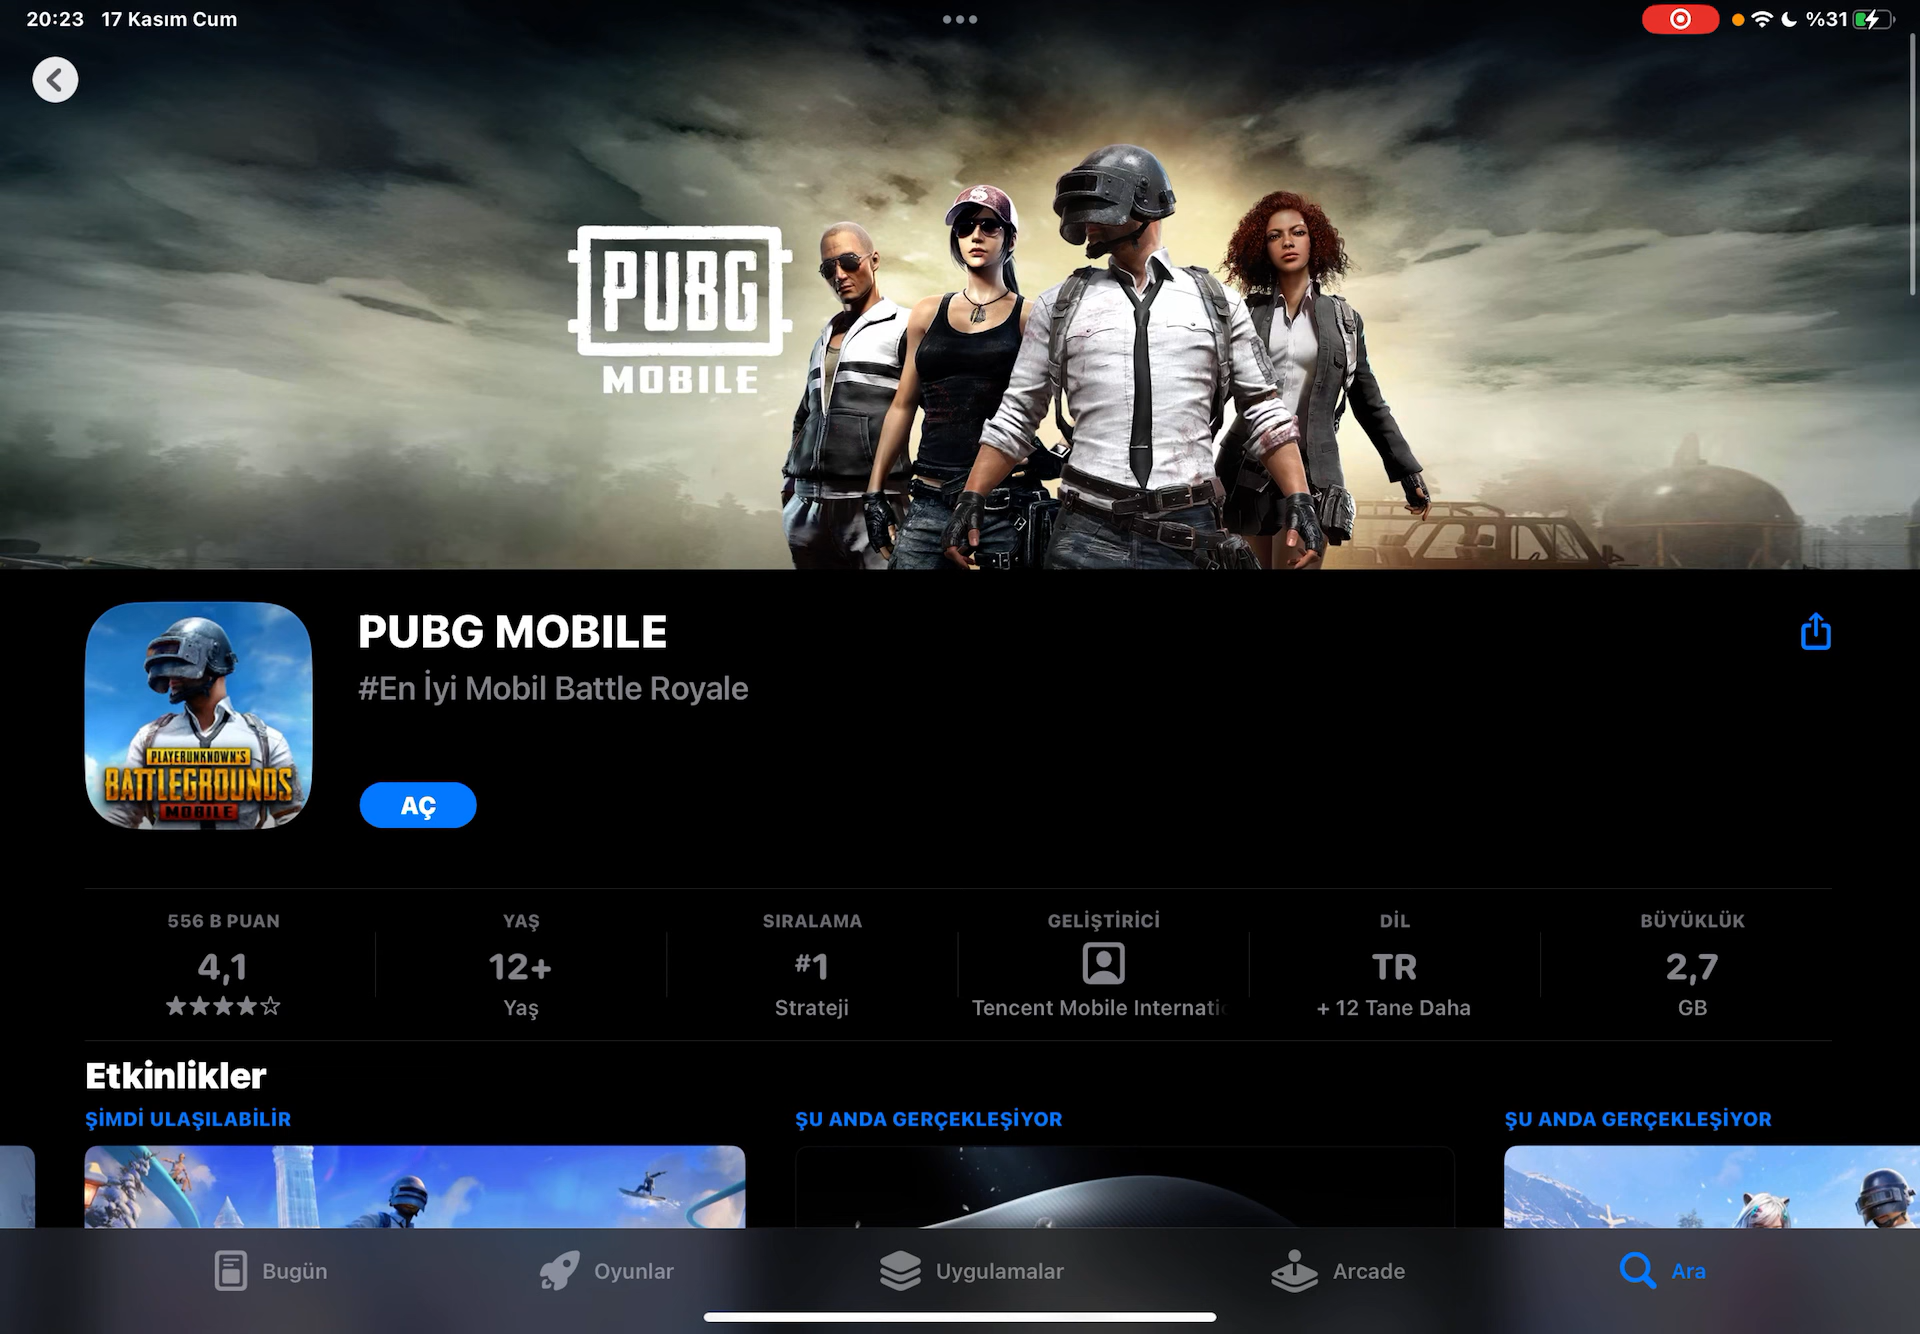 20:23 17 Kasım Cum
%31
PUBG
MOBILE
PUBG MOBILE
#En İyi Mobil Battle Royale
PLAYERUNKNOWN'S
BATTLEGROUNDS
MOBILE
AÇ
556 B PUAN
4,1
YAŞ
12+
Yaş
SIRALAMA
#1
Strateji
GELİŞTİRİCİ
Tencent Mobile Internatic
DİL
TR
+ 12 Tane Daha
BÜYÜKLÜK
2,7
GB
Etkinlikler
ŞİMDİ ULAŞILABİLİR
ŞU ANDA GERÇEKLEŞİYOR
ŞU ANDA GERÇEKLEŞİYOR
Bugün
Oyunlar
Uygulamalar
Arcade
Ara